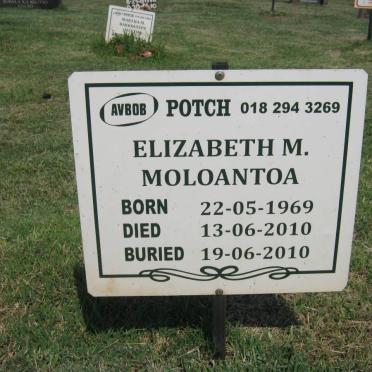 AVBOB POTCH 018 294 3269
ELIZABETH M.
MOLOANTOA
BORN 22-05-1969
DIED 13-06-2010
BURIED 19-06-2010